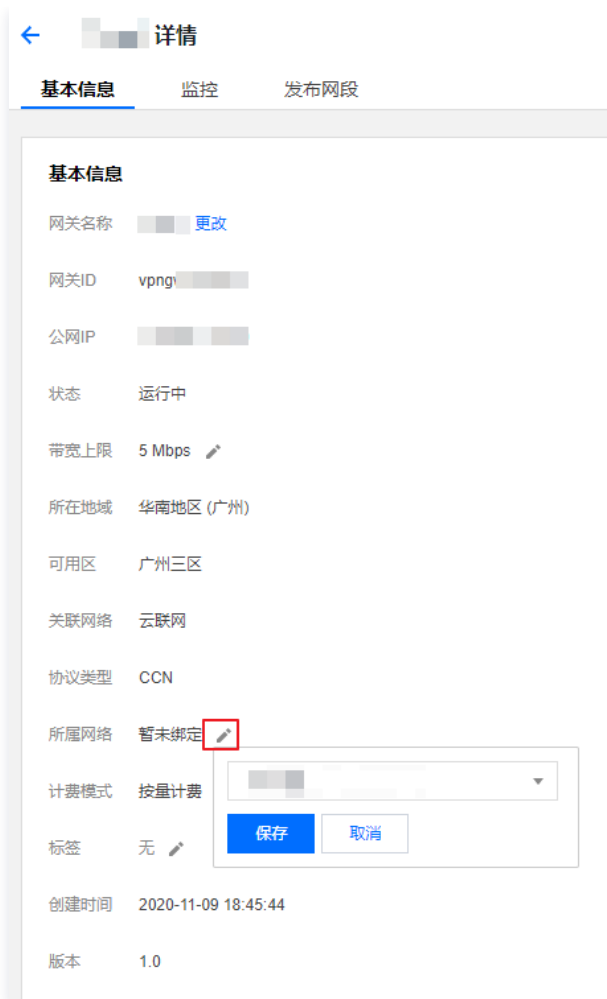 详情
基本信息 监控 发布网段
基本信息
网关名称 更改
网关ID vpngw
公网IP
状态 运行中
带宽上限 5 Mbps
所在地域 华南地区 (广州)
可用区 广州三区
关联网络 云联网
协议类型 CCN
所属网络 暂未绑定
计费模式 按量计费
保存 取消
标签 无
创建时间 2020-11-09 18:45:44
版本 1.0